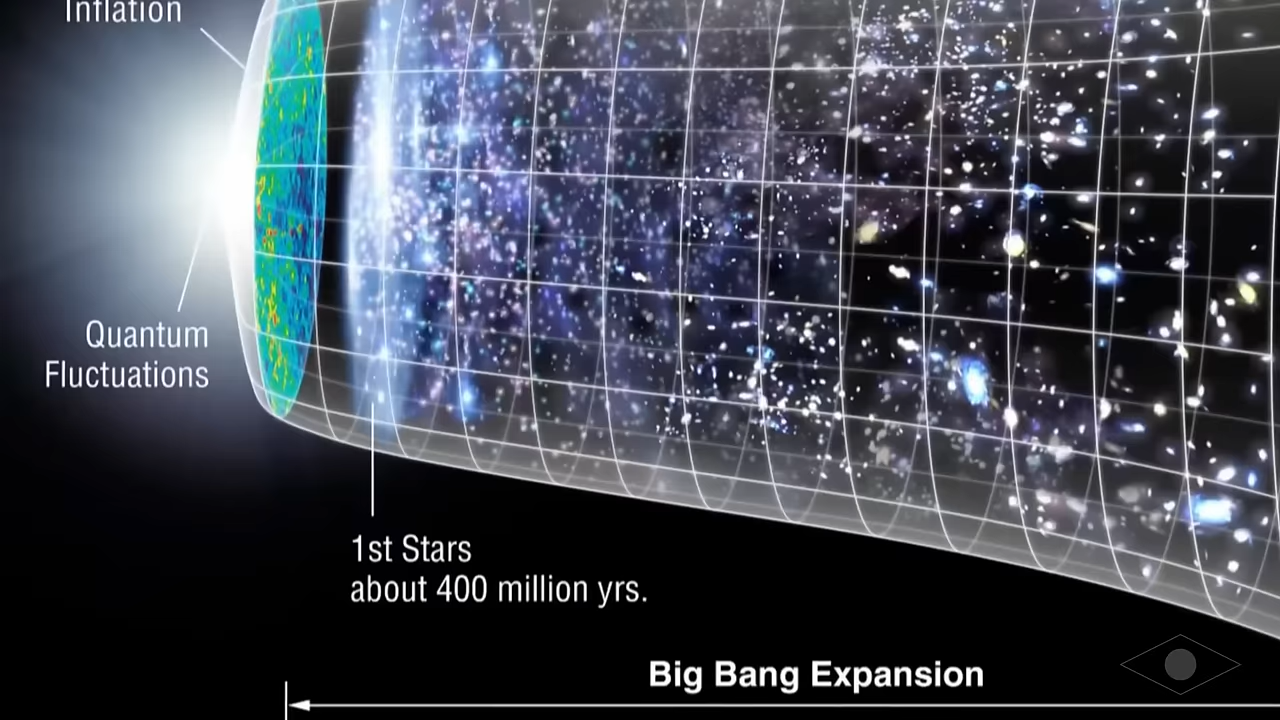 Inflation
Quantum
Fluctuations
1st Stars
about 400 million yrs.
Big Bang Expansion